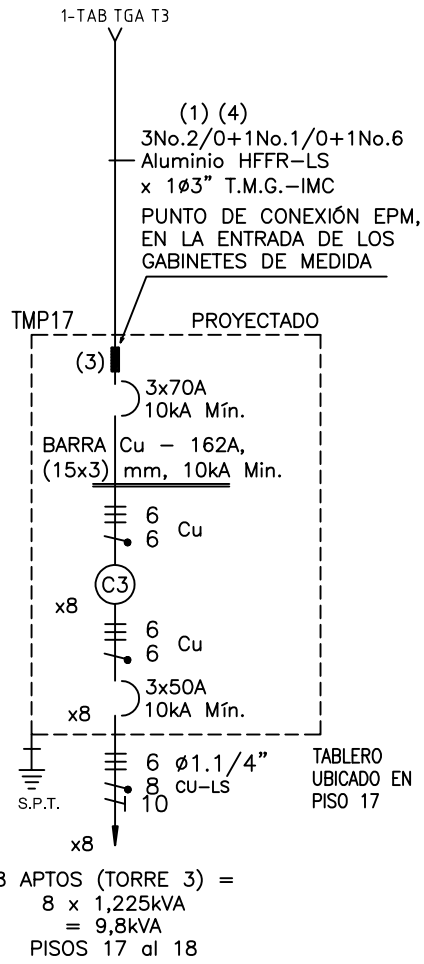 1-TAB TGA T3
(1) (4)
3No.2/0+1No.1/0+1No.6
Aluminio HFFR-LS
x 1ø3" T.M.G.-IMC
PUNTO DE CONEXIÓN EPM,
EN LA ENTRADA DE LOS
GABINETES DE MEDIDA
TMP17 PROYECTADO
(3)
3x70A
10kA Mín.
BARRA Cu - 162A,
(15x3) mm, 10kA Min.
6
6 Cu
C3
x8
6
6 Cu
3x50A
10kA Mín.
x8
6 ø1.1/4"
8 CU-LS
10
S.P.T.
TABLERO
UBICADO EN
PISO 17
x8
8 APTOS (TORRE 3) =
8 x 1,225kVA
= 9,8kVA
PISOS 17 al 18